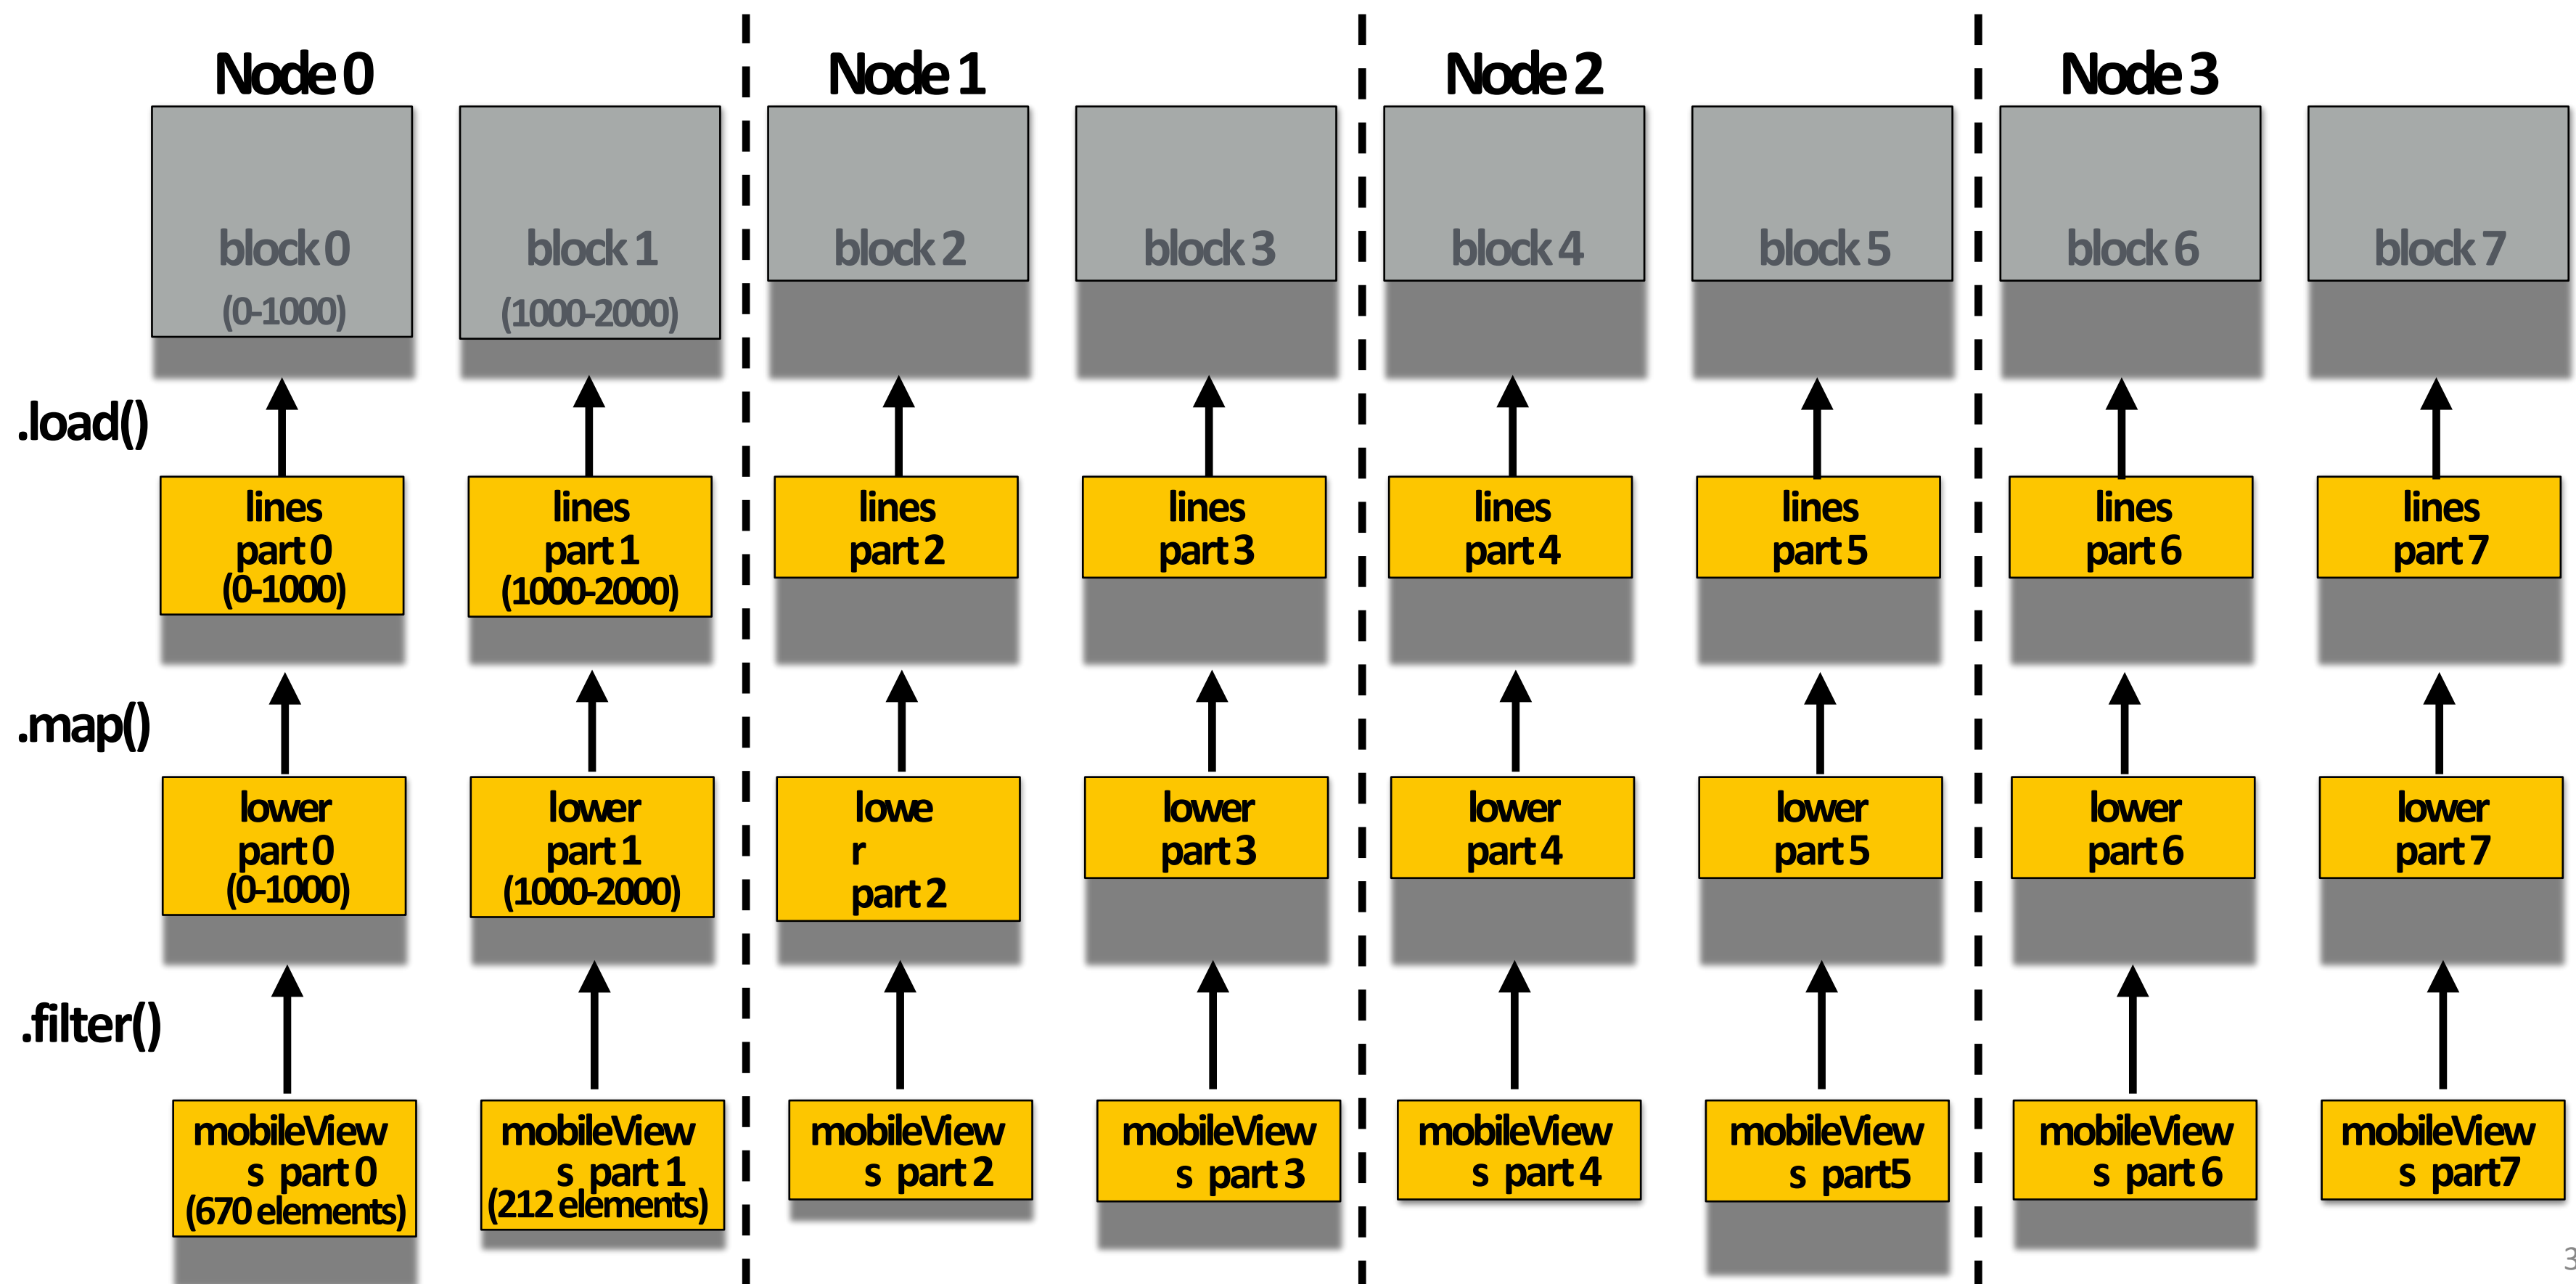 Node 0
Node 1
Node 2
Node 3
block 0
(0-1000)
block 1
(1000-2000)
block 2
block 3
block 4
block 5
block 6
block 7
.load()
lines
part 0
(0-1000)
lines
part 1
(1000-2000)
lines
part 2
lines
part 3
lines
part 4
lines
part 5
lines
part 6
lines
part 7
.map()
lower
part 0
(0-1000)
lower
part 1
(1000-2000)
lowe
r
part 2
lower
part 3
lower
part 4
lower
part 5
lower
part 6
lower
part 7
.filter()
mobileView
s part 0
(670 elements)
mobileView
s part 1
(212 elements)
mobileView
s part 2
mobileView
s part 3
mobileView
s part 4
mobileView
s part5
mobileView
s part 6
mobileView
s part7
3